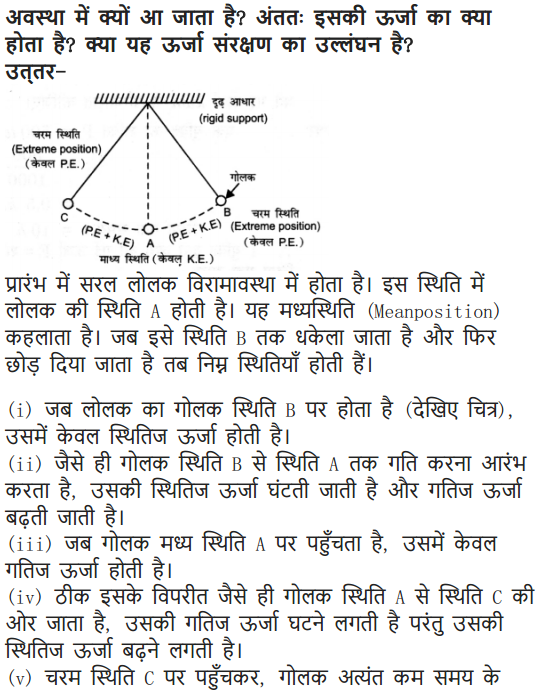 अवस्था में क्यों आ जाता है? अंततः इसकी ऊर्जा का क्या
होता है? क्या यह ऊर्जा संरक्षण का उल्लंघन है?
उत्तर-
दृढ़ आधार
(rigid support)
चरम स्थिति
(Extreme position)
(केवल P.E.)
गोलक
C
B
चरम स्थिति
(Extreme position)
(केवल P.E.)
(P.E + K.E)
A
(P.E + K.E)
माध्य स्थिति (केवल K.E.)
प्रारंभ में सरल लोलक विरामावस्था में होता है। इस स्थिति में
लोलक की स्थिति A होती है। यह मध्यस्थिति (Meanposition)
कहलाता है। जब इसे स्थिति B तक धकेला जाता है और फिर
छोड़ दिया जाता है तब निम्न स्थितियाँ होती हैं।
(i) जब लोलक का गोलक स्थिति B पर होता है (देखिए चित्र),
उसमें केवल स्थितिज ऊर्जा होती है।
(ii) जैसे ही गोलक स्थिति B से स्थिति A तक गति करना आरंभ
करता है, उसकी स्थितिज ऊर्जा घंटती जाती है और गतिज ऊर्जा
बढ़ती जाती है।
(iii) जब गोलक मध्य स्थिति A पर पहुँचता है, उसमें केवल
गतिज ऊर्जा होती है।
(iv) ठीक इसके विपरीत जैसे ही गोलक स्थिति A से स्थिति C की
ओर जाता है, उसकी गतिज ऊर्जा घटने लगती है परंतु उसकी
स्थितिज ऊर्जा बढ़ने लगती है।
(v) चरम स्थिति C पर पहुँचकर, गोलक अत्यंत कम समय के